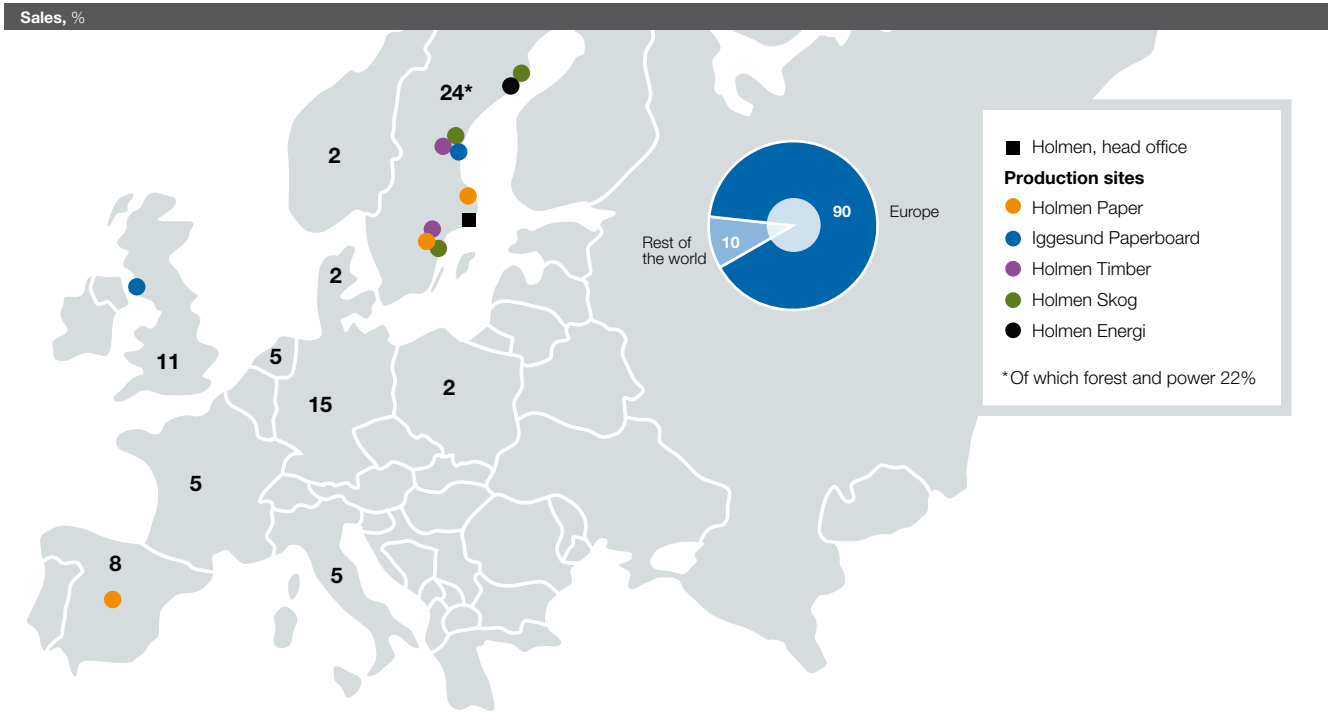 Sales, %
24*
2
2
11
5
15
2
5
8
5
90
Europe
Rest of
the world
10
Holmen, head office
Production sites
Holmen Paper
Iggesund Paperboard
Holmen Timber
Holmen Skog
Holmen Energi
*Of which forest and power 22%